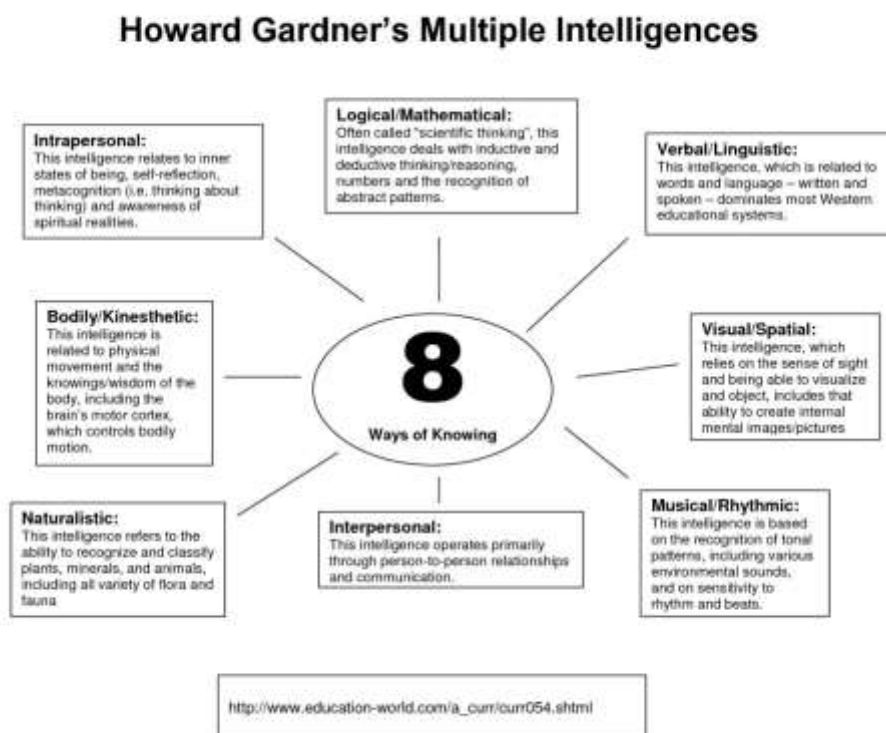 Howard Gardner's Multiple Intelligences
Logical/Mathematical:
Often called "scientific thinking", this
intelligence deals with inductive and
deductive thinking/reasoning,
numbers and the recognition of
abstract patterns.
Intrapersonal:
This intelligence relates to inner
states of being, self-reflection,
metacognition (i.e. thinking about
thinking) and awareness of
spiritual realities.
Verbal/Linguistic:
This intelligence, which is related to
words and language – written and
spoken – dominates most Western
educational systems.
Bodily/Kinesthetic:
This intelligence is
related to physical
movement and the
knowings/wisdom of the
body, including the
brain's motor cortex,
which controls bodily
motion.
8
Ways of Knowing
Visual/Spatial:
This intelligence, which
relies on the sense of sight
and being able to visualize
and object, includes that
ability to create internal
mental images/pictures
Naturalistic:
This intelligence refers to the
ability to recognize and classify
plants, minerals, and animals,
including all variety of flora and
fauna
Interpersonal:
This intelligence operates primarily
through person-to-person relationships
and communication.
Musical/Rhythmic:
This intelligence is based
on the recognition of tonal
patterns, including various
environmental sounds,
and on sensitivity to
rhythm and beats.
http://www.education-world.com/a_curr/curr054.shtml